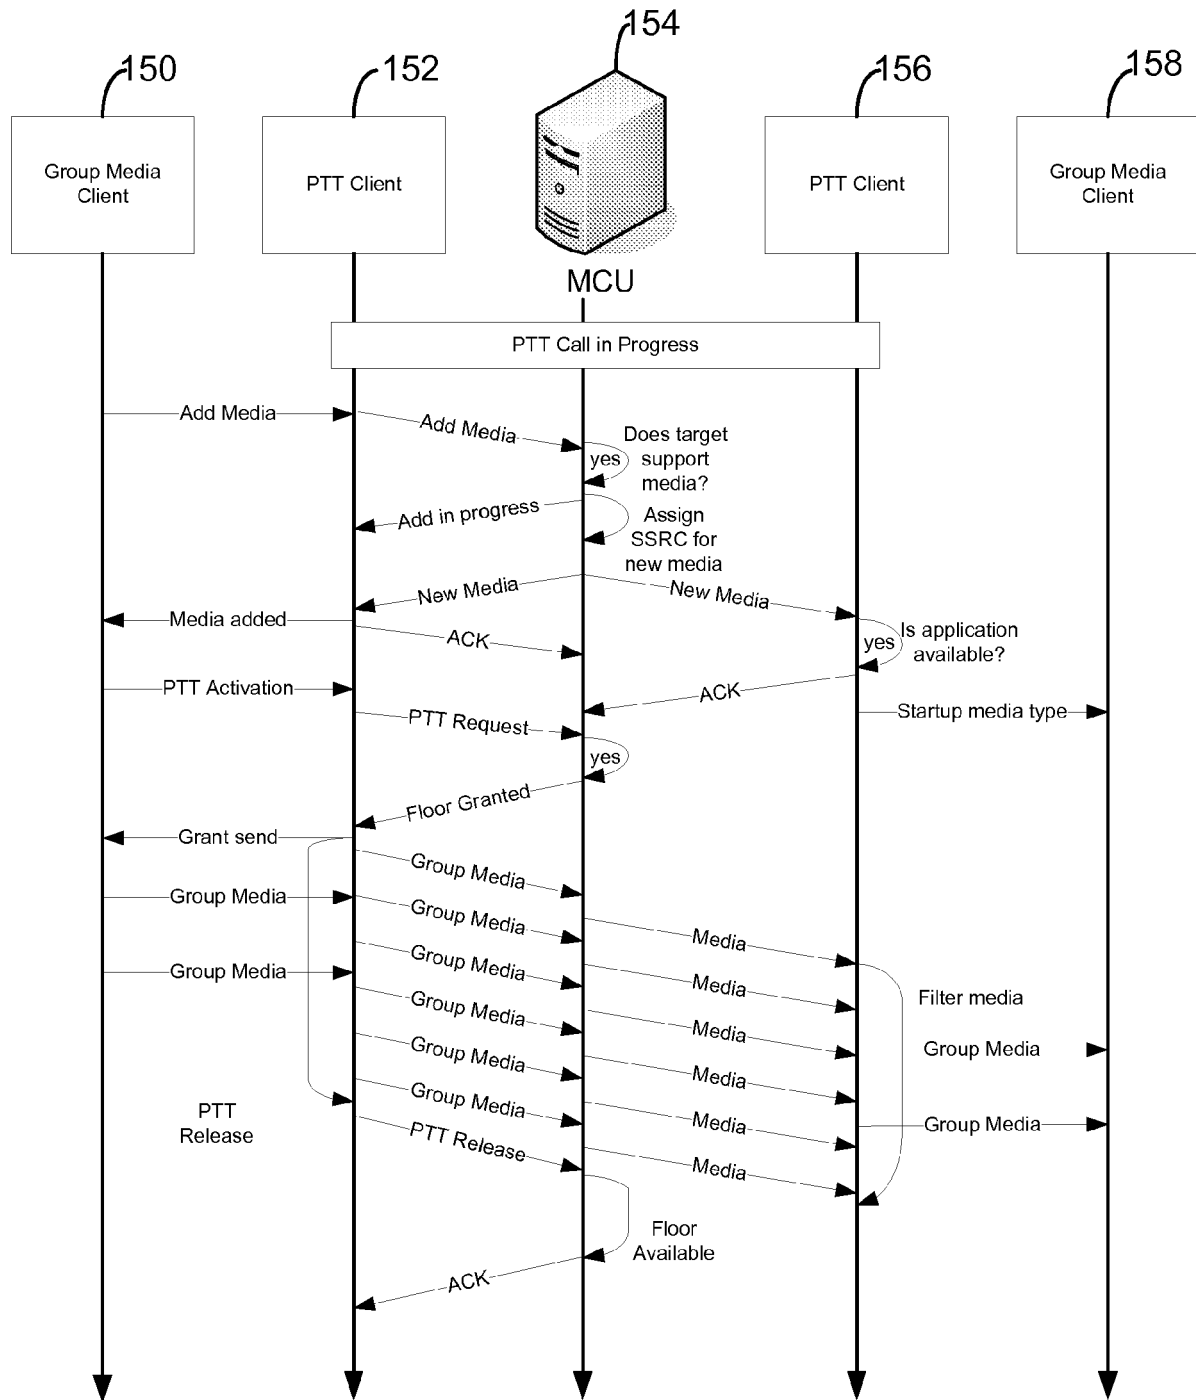 150
152
154
156
158
Group Media
Client
PTT Client
MCU
PTT Client
Group Media
Client
PTT Call in Progress
Add Media
Add Media
yes
Does target
support
media?
Add in progress
Assign
SSRC for
new media
New Media
New Media
Media added
ACK
yes
Is application
available?
PTT Activation
ACK
PTT Request
Startup media type
yes
Floor Granted
Grant send
Group Media
Group Media
Group Media
Media
Group Media
Group Media
Media
Filter media
Group Media
Media
Group Media
Group Media
Media
Group Media
Media
Group Media
PTT
Release
PTT Release
Media
Floor
Available
ACK